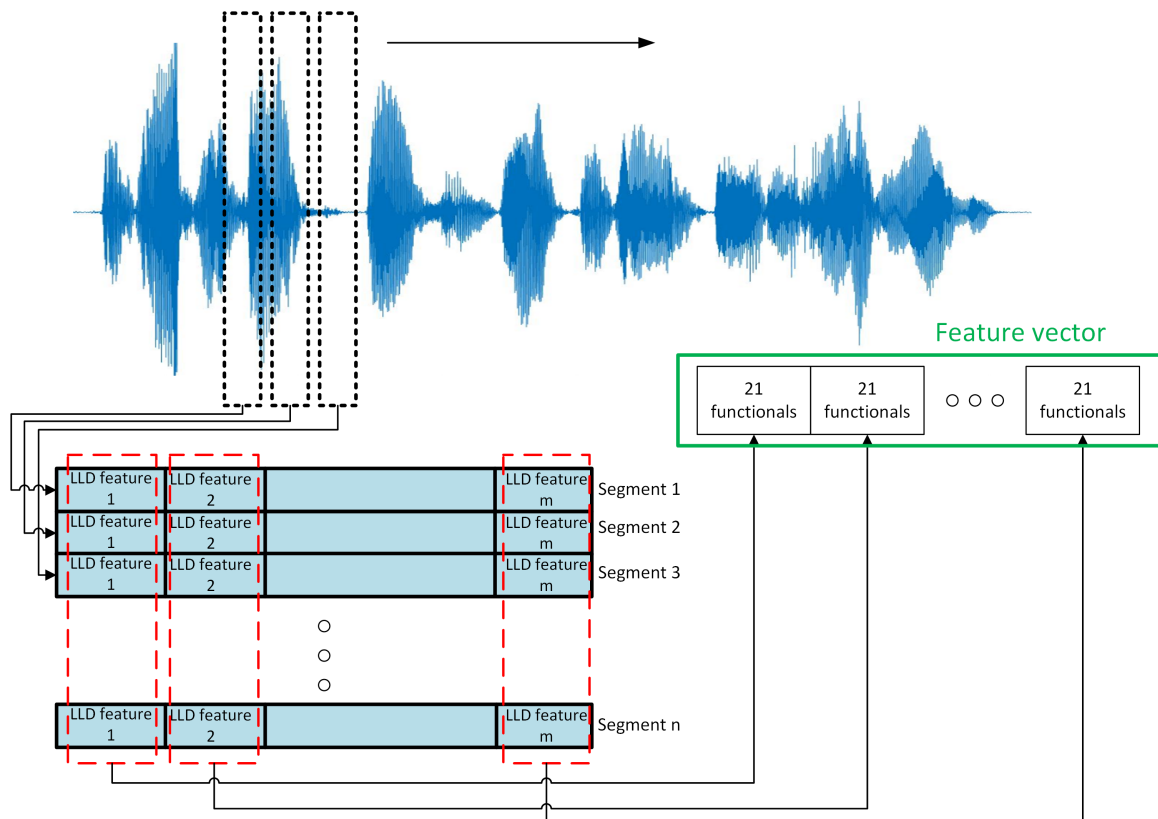 Feature vector
21
functionals
21
functionals
21
functionals
LLD feature
1
LLD feature
2
LLD feature
m
Segment 1
LLD feature
1
LLD feature
2
LLD feature
m
Segment 2
LLD feature
1
LLD feature
2
LLD feature
m
Segment 3
LLD feature
1
LLD feature
2
LLD feature
m
Segment n